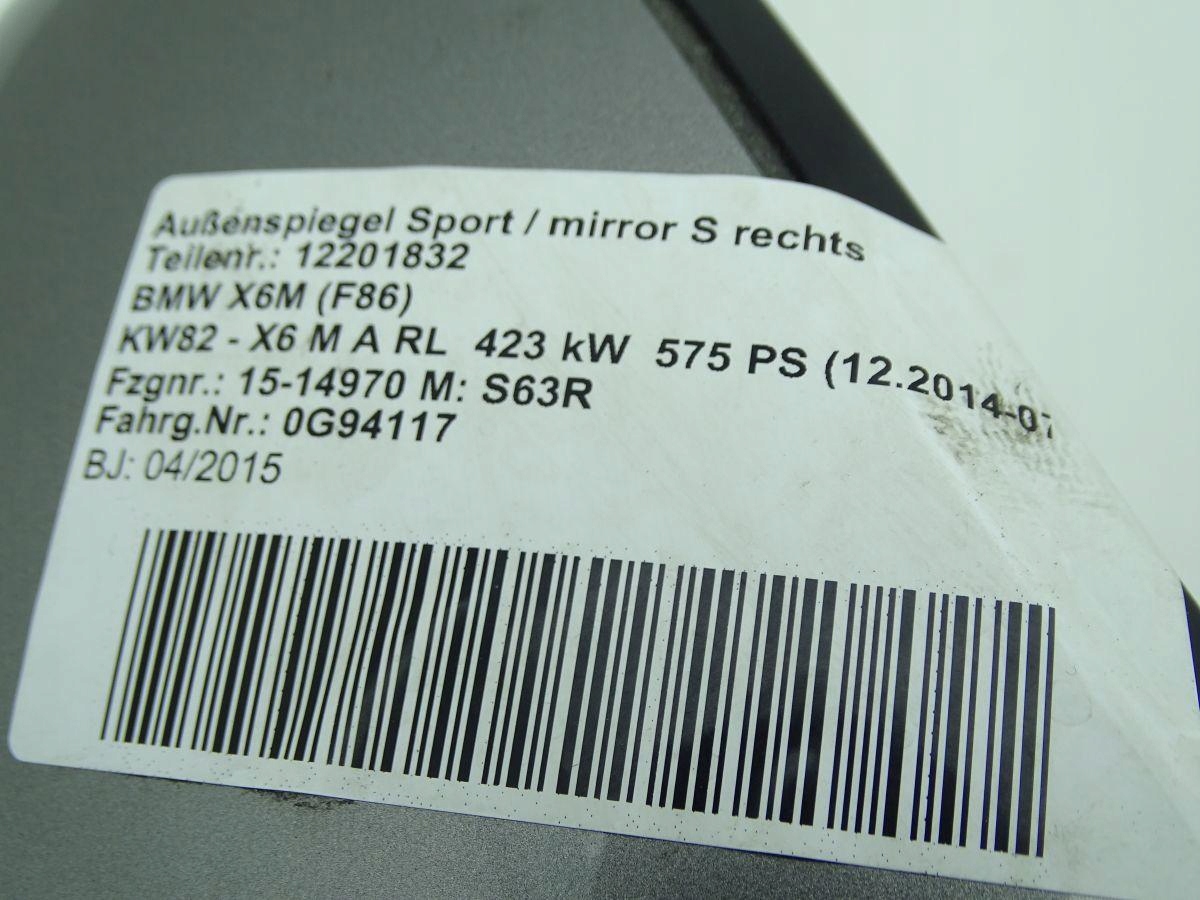 Außenspiegel Sport / mirror S rechts
Teilenr.: 12201832
BMW X6M (F86)
KW82 - X6 M A RL 423 kW 575 PS (12.2014-07
Fzgnr.: 15-14970 M: S63R
Fahrg.Nr.: 0G94117
BJ: 04/2015